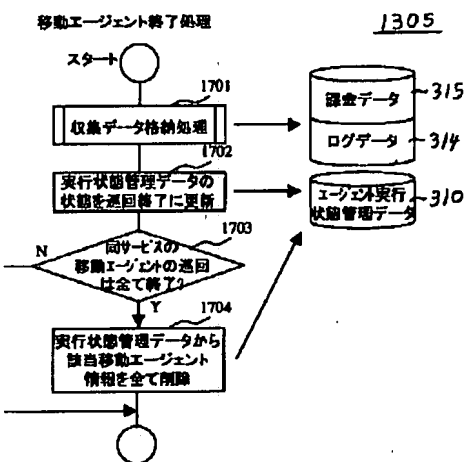 移動エージェント終了処理
1305
スタート
1701
収集データ格納処理
課金データ
315
ログデータ
314
1702
実行状態管理データの
状態を巡回終了に更新
エージェント実行
状態管理データ
310
1703
N
同サービスの
移動エージェントの巡回
は全て終了?
Y
1704
実行状態管理データから
該当移動エージェント
情報を全て削除